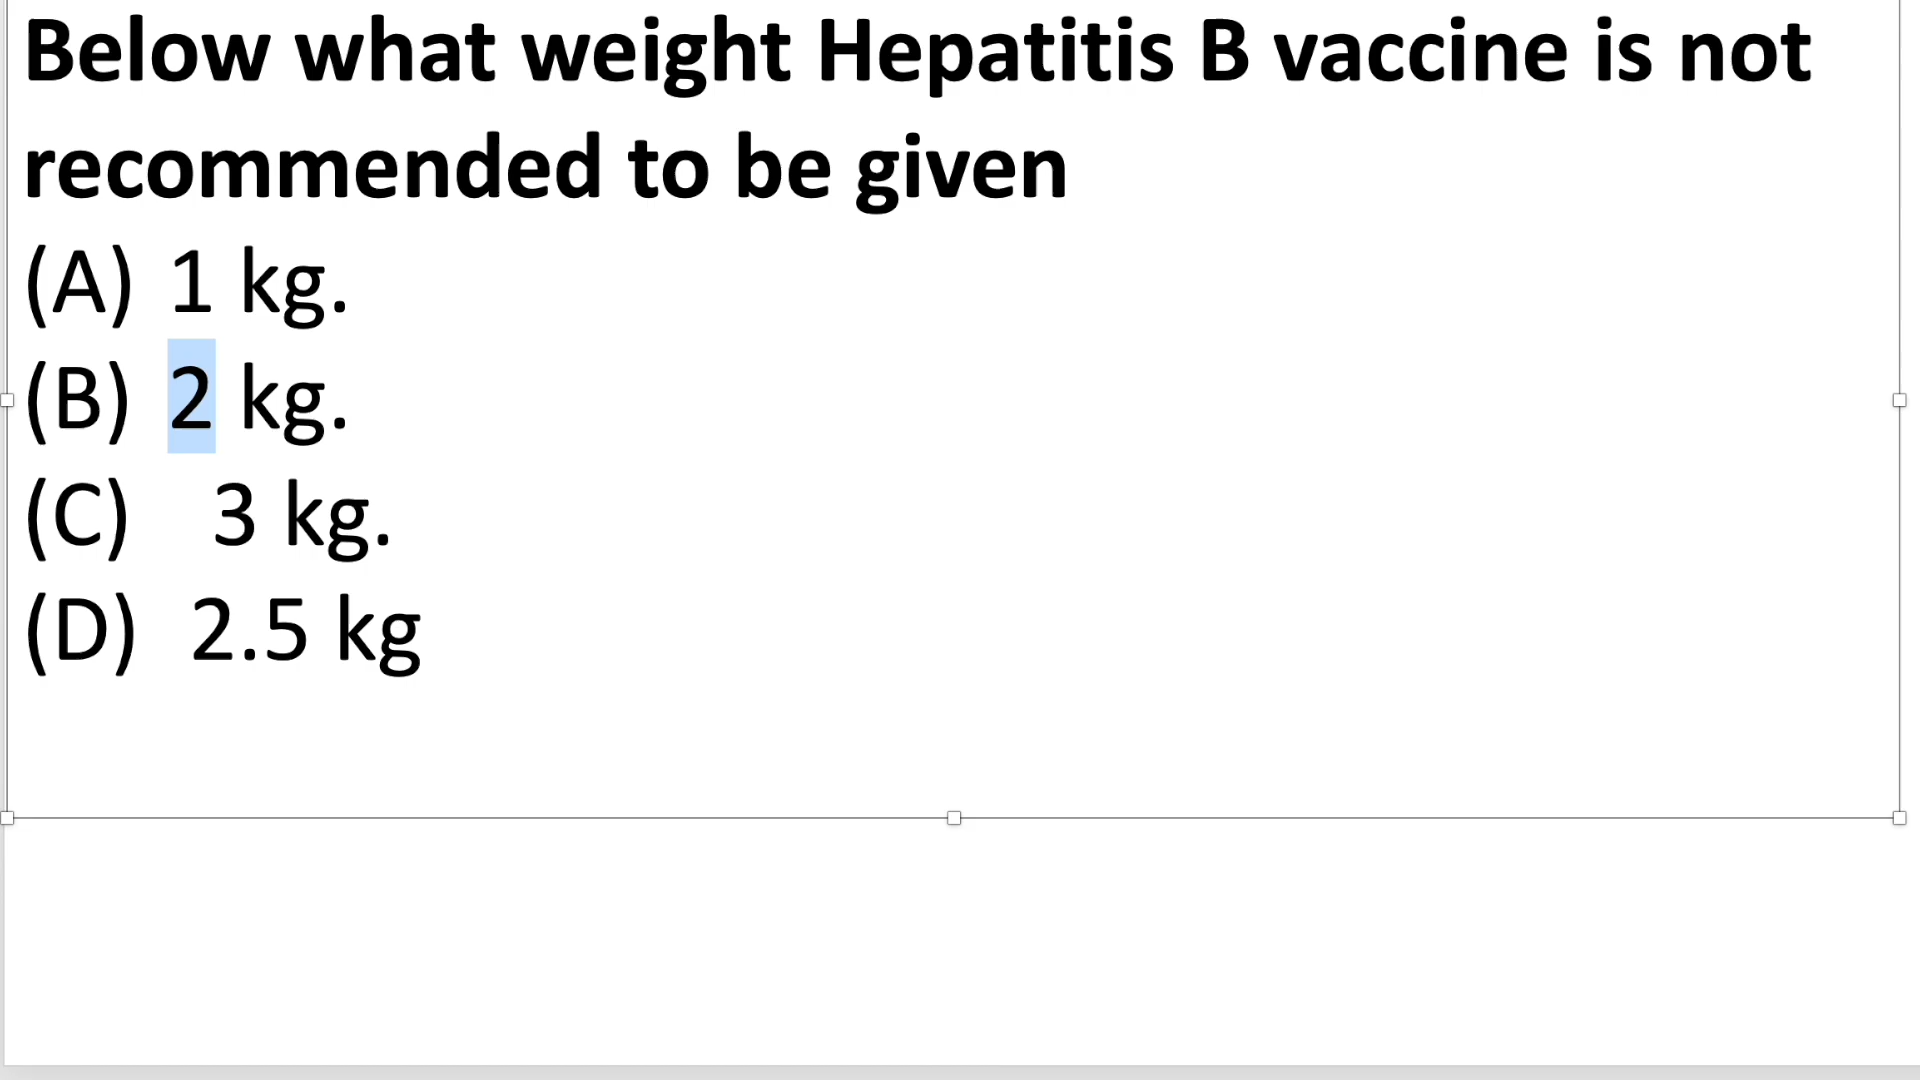 Below what weight Hepatitis B vaccine is not
recommended to be given
(A) 1 kg.
(B) 2 kg.
(C) 3 kg.
(D) 2.5 kg